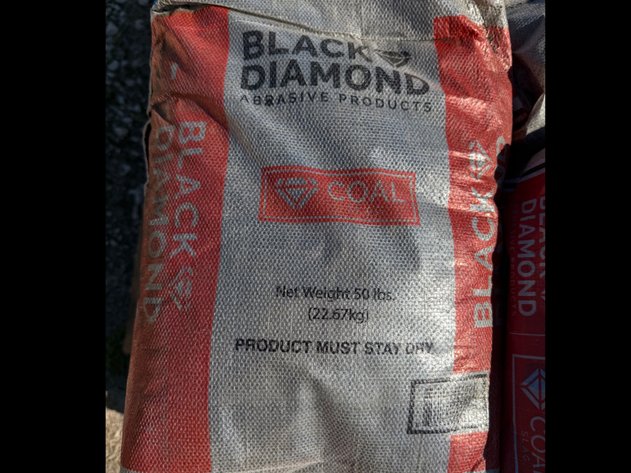 BLACK
DIAMOND
ABRASIVE PRODUCTS
COAL
Net Weight 50 lbs.
(22.67kg)
PRODUCT MUST STAY DRY
BLACK
DIAMOND
BLACK
BLACK
DIAMOND
COAL
SLAG